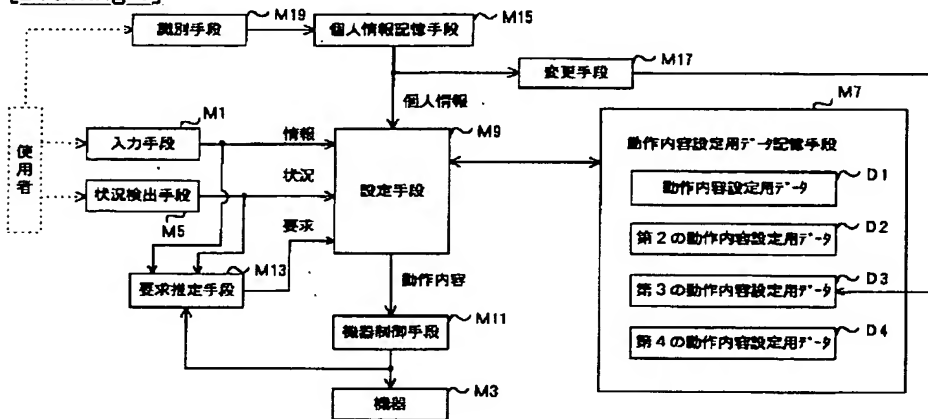 M19
M15
識別手段
個人情報記憶手段
M17
変更手段
個人情報
M7
M1
M9
使用者
入力手段
情報
動作内容設定用データ記憶手段
設定手段
D1
状況
動作内容設定用データ
状況検出手段
M5
要求
D2
第2の動作内容設定用データ
M13
要求推定手段
D3
動作内容
第3の動作内容設定用データ
M11
D4
機器制御手段
第4の動作内容設定用データ
M3
機器